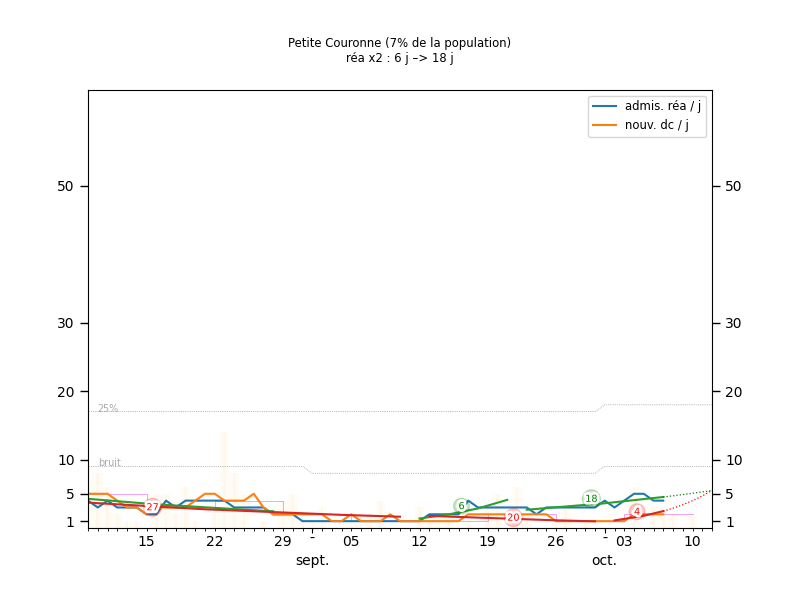 Petite Couronne (7% de la population)
réa x2 : 6 j –> 18 j
admis. réa / j
nouv. dc / j
50 50
30 30
20 20
25%
10 10
bruit
5 5
1 1
27 6 20 18 4
15 22 29 - 05 12 19 26 - 03 10
sept. oct.